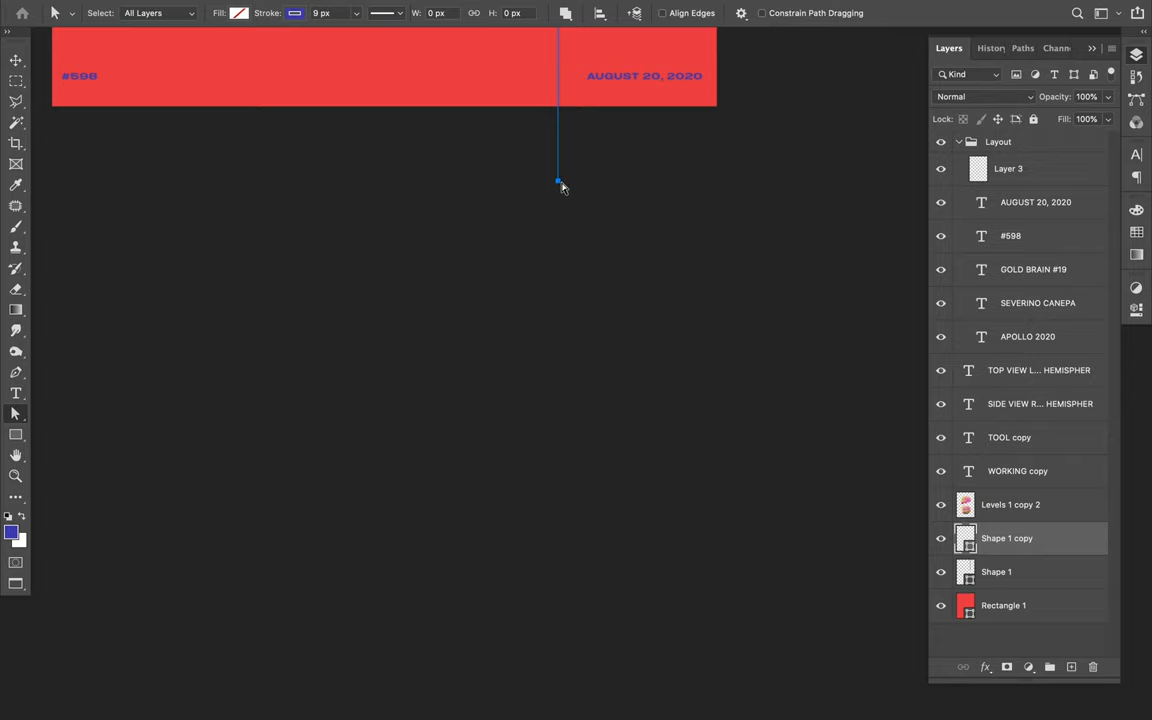 Select: All Layers Fill: Stroke: 9 px W: 0 px H: 0 px Align Edges Constrain Path Dragging
#598 AUGUST 20, 2020
Layers Histor Paths Chann
Kind
Normal Opacity: 100%
Lock: Fill: 100%
Layout
Layer 3
AUGUST 20, 2020
#598
GOLD BRAIN #19
SEVERINO CANEPA
APOLLO 2020
TOP VIEW L... HEMISPHER
SIDE VIEW R... HEMISPHER
TOOL copy
WORKING copy
Levels 1 copy 2
Shape 1 copy
Shape 1
Rectangle 1